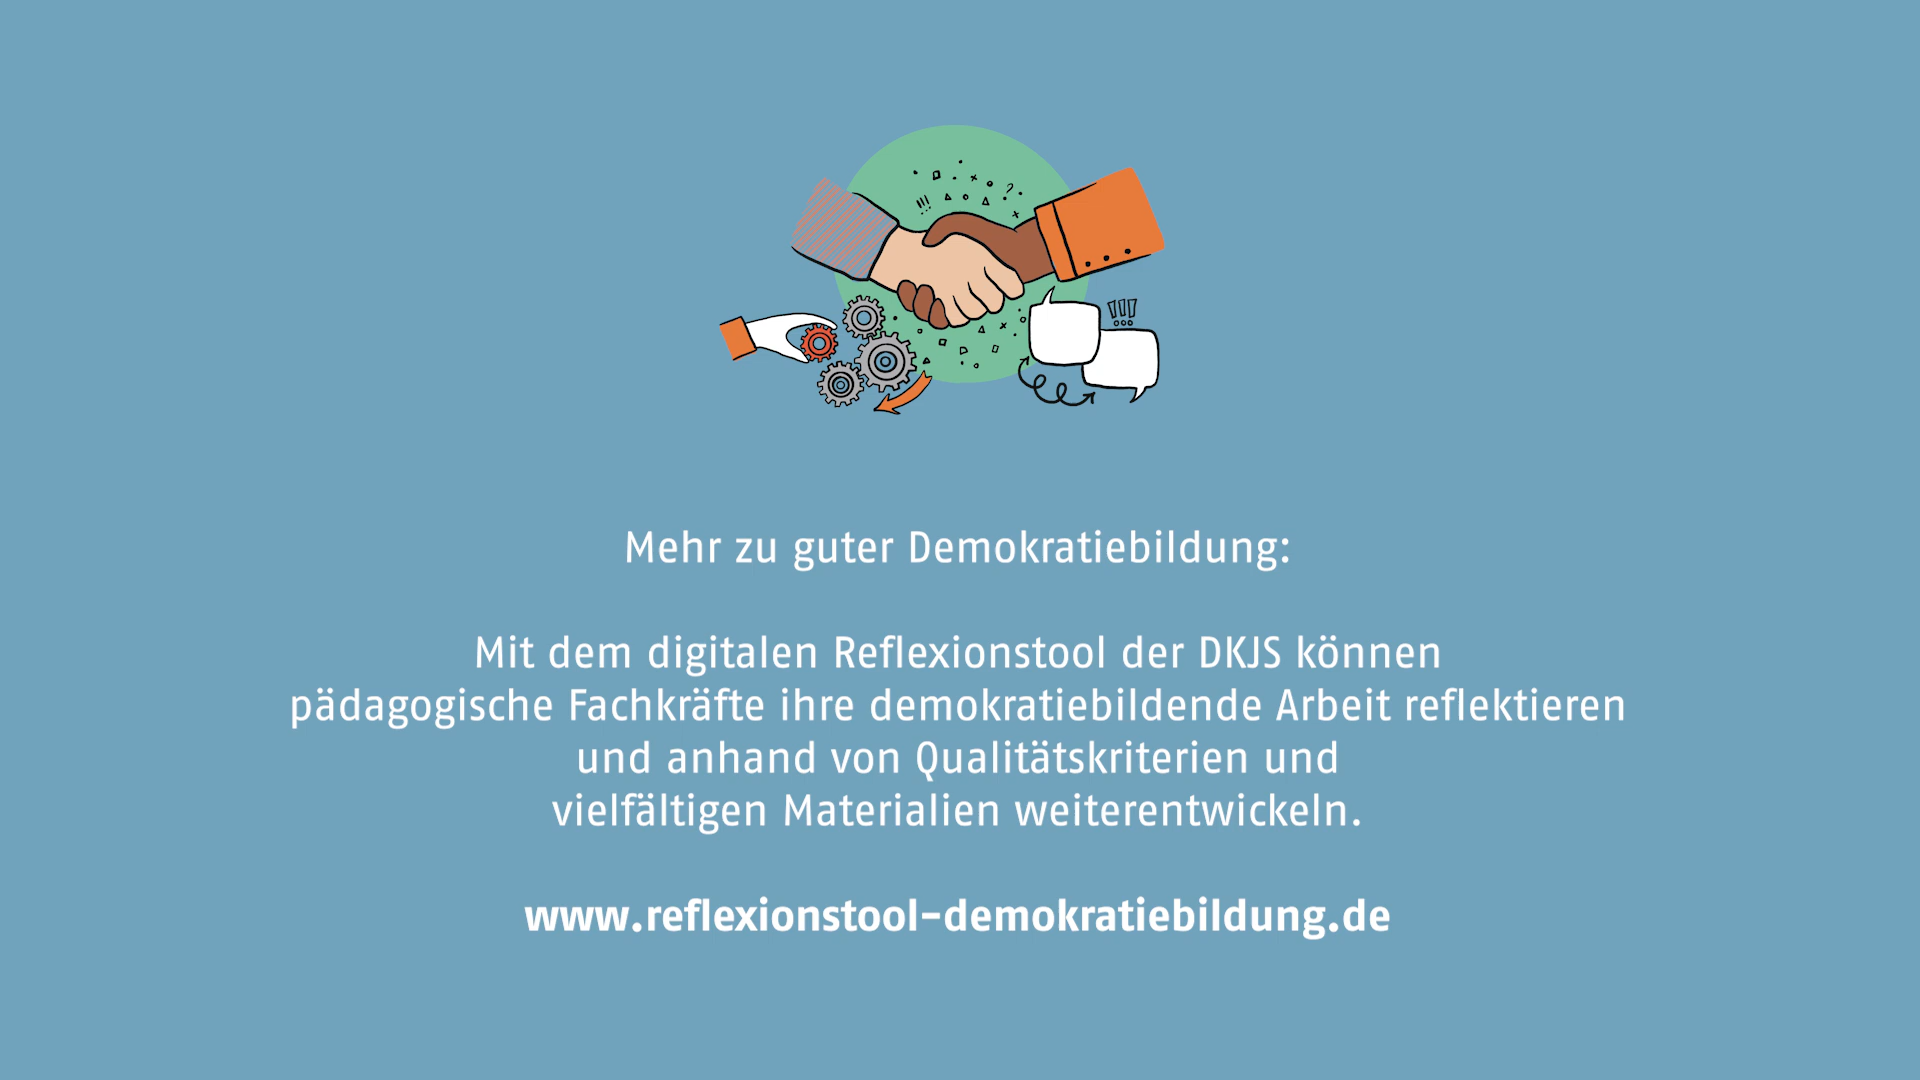 Mehr zu guter Demokratiebildung:
Mit dem digitalen Reflexionstool der DKJS können
pädagogische Fachkräfte ihre demokratiebildende Arbeit reflektieren
und anhand von Qualitätskriterien und
vielfältigen Materialien weiterentwickeln.
www.reflexionstool-demokratiebildung.de